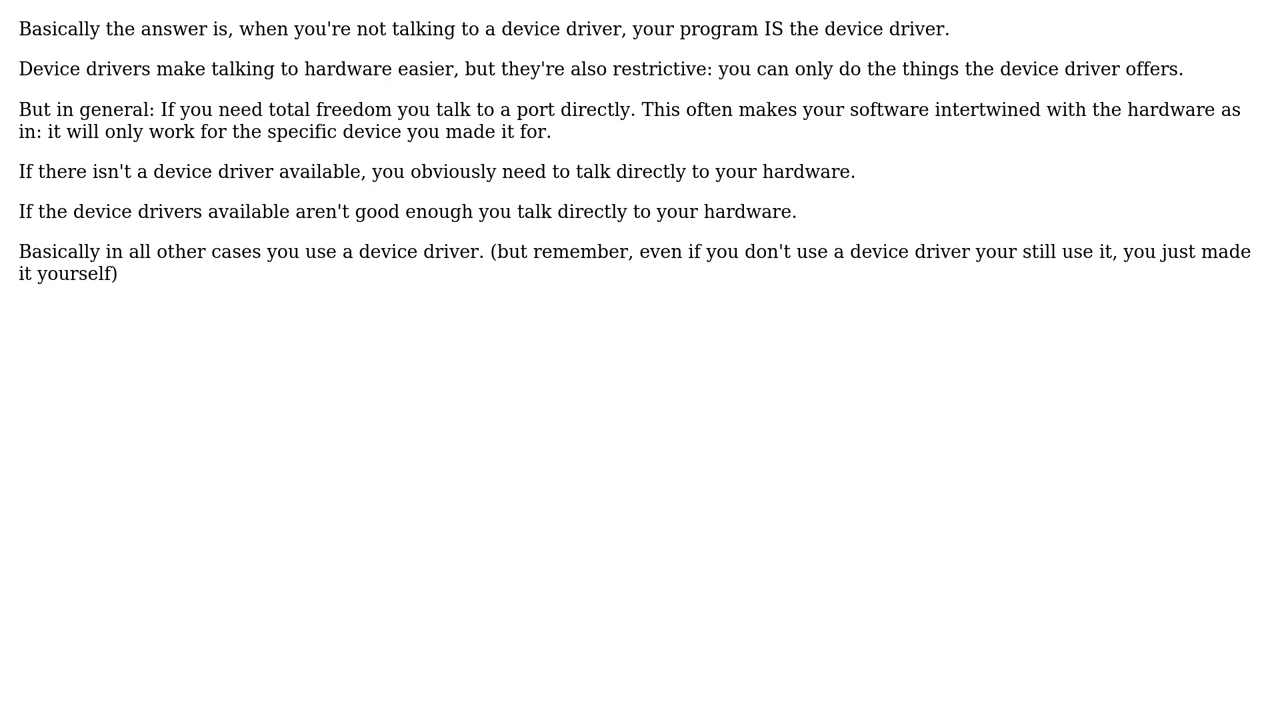 Basically the answer is, when you're not talking to a device driver, your program IS the device driver.
Device drivers make talking to hardware easier, but they're also restrictive: you can only do the things the device driver offers.
But in general: If you need total freedom you talk to a port directly. This often makes your software intertwined with the hardware as
in: it will only work for the specific device you made it for.
If there isn't a device driver available, you obviously need to talk directly to your hardware.
If the device drivers available aren't good enough you talk directly to your hardware.
Basically in all other cases you use a device driver. (but remember, even if you don't use a device driver your still use it, you just made
it yourself)